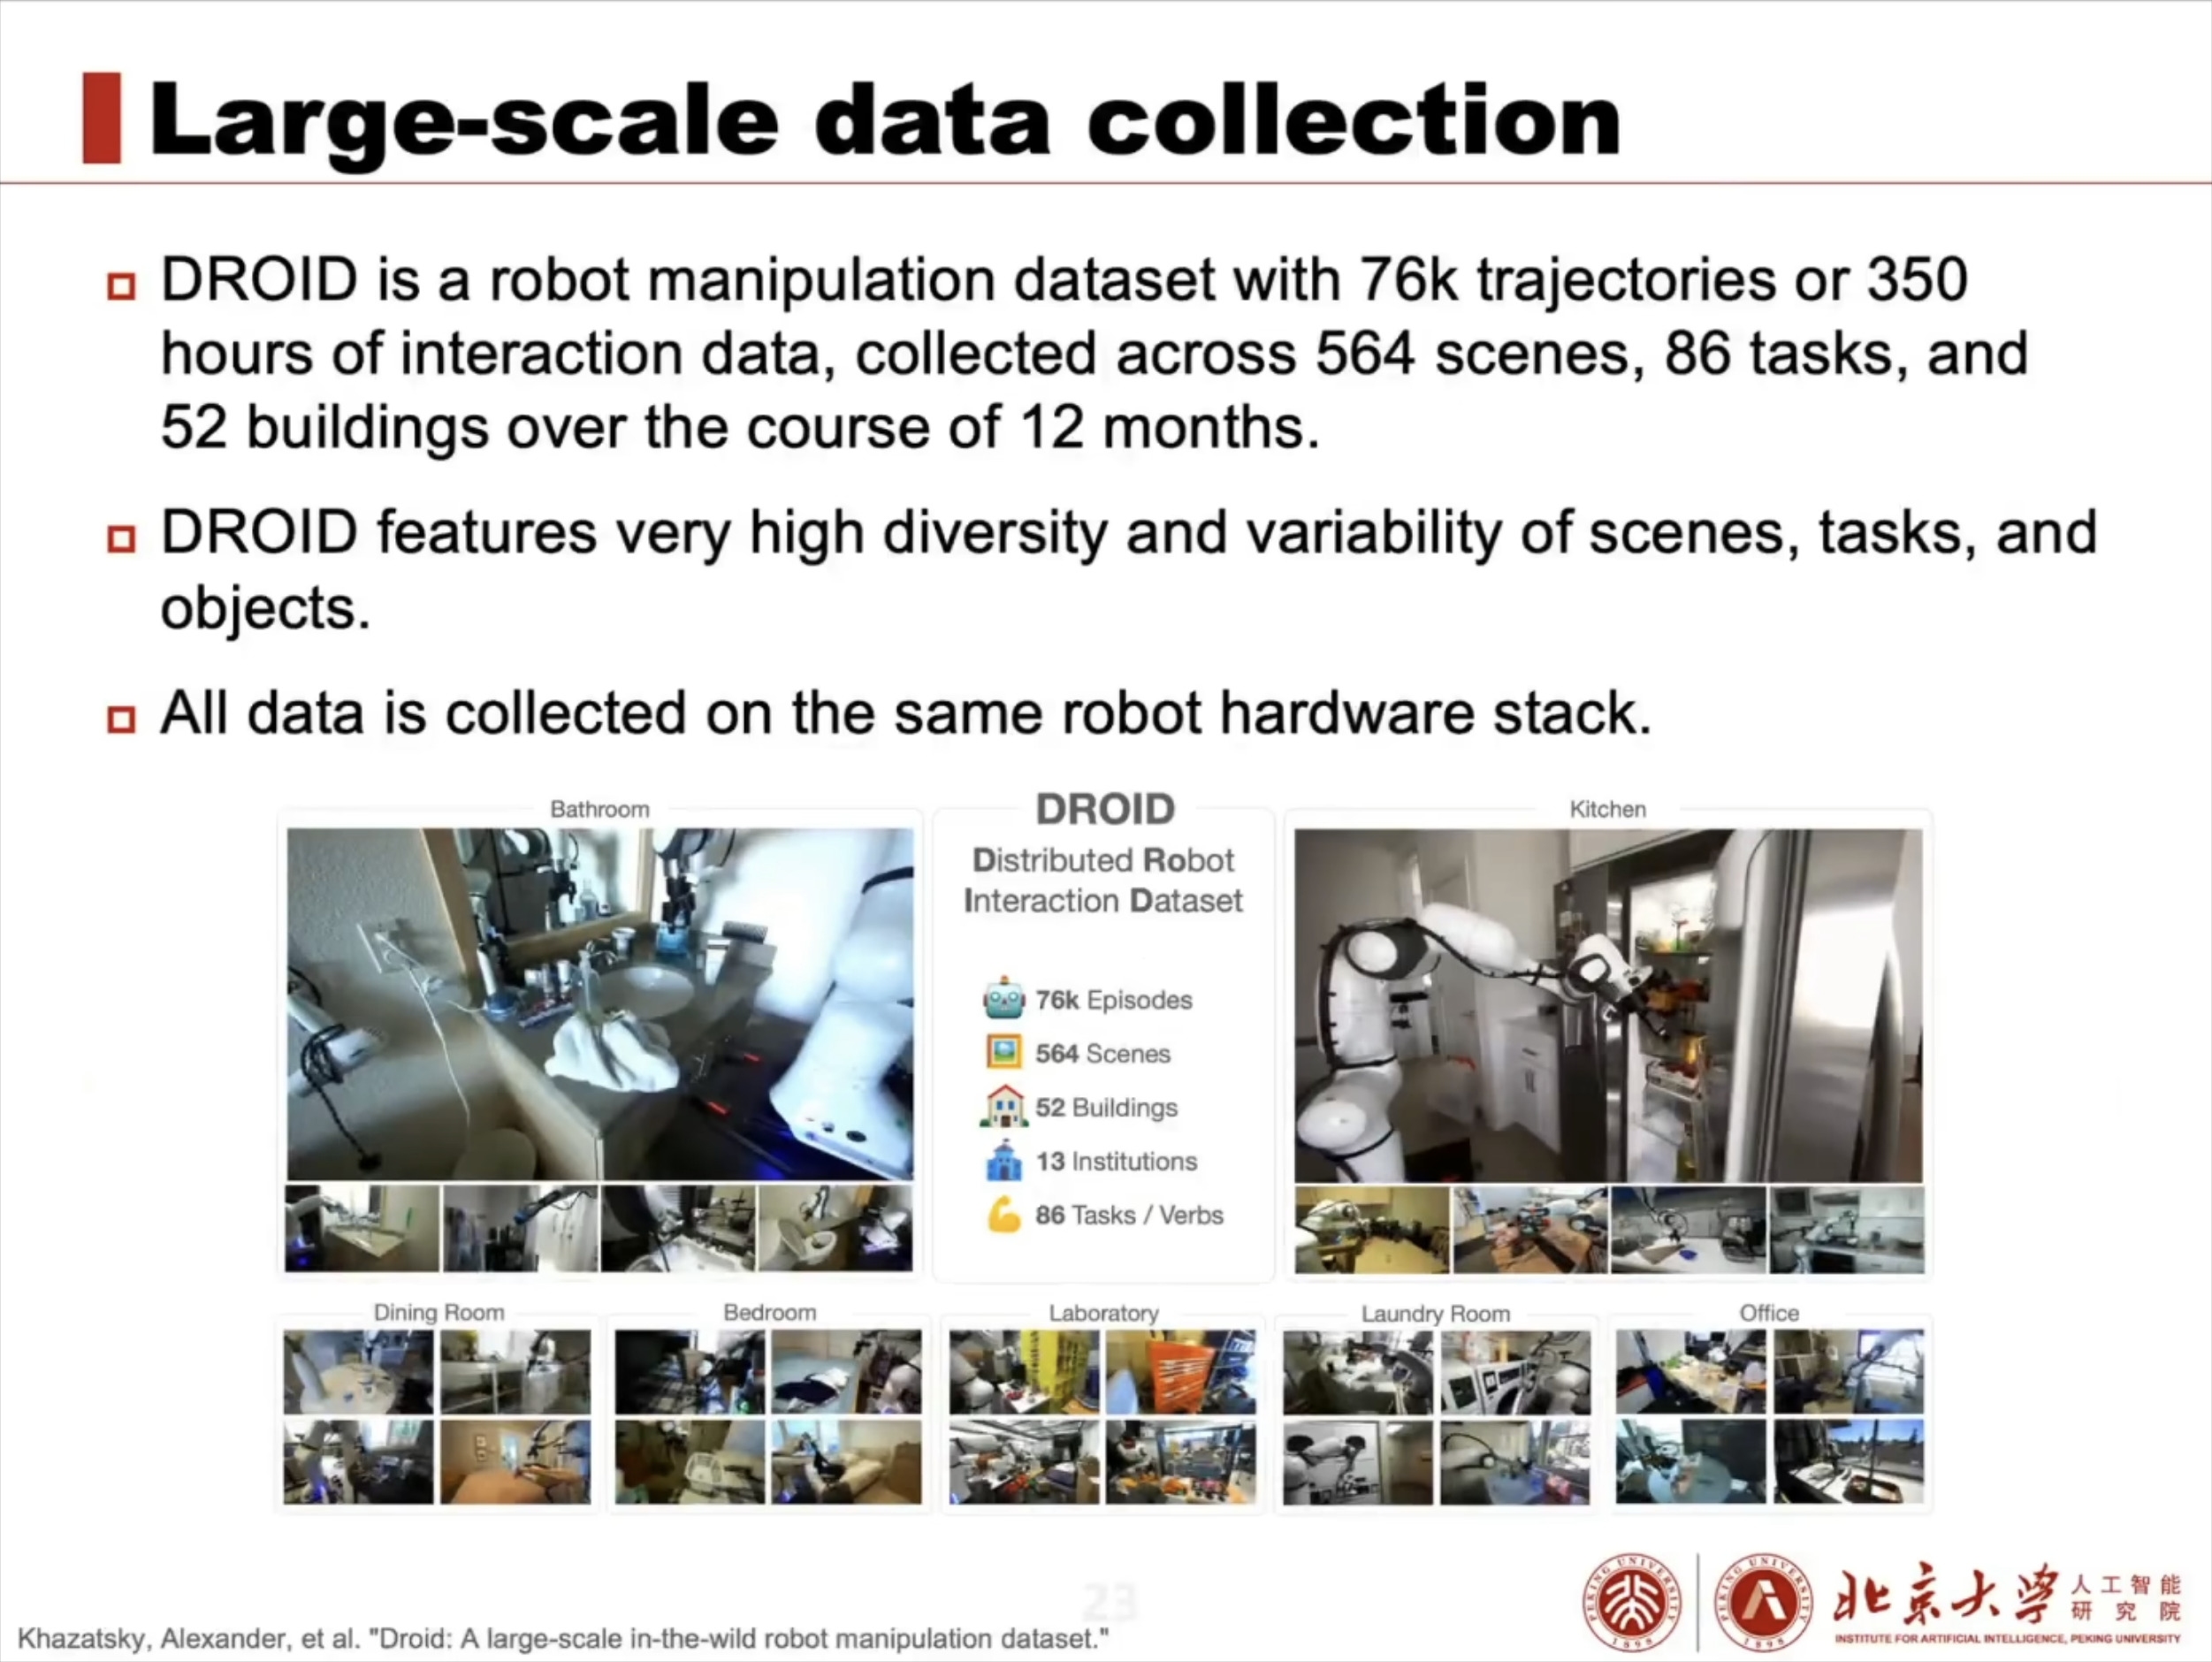 Large-scale data collection
DROID is a robot manipulation dataset with 76k trajectories or 350
hours of interaction data, collected across 564 scenes, 86 tasks, and
52 buildings over the course of 12 months.
DROID features very high diversity and variability of scenes, tasks, and
objects.
All data is collected on the same robot hardware stack.
Bathroom
DROID
Distributed Robot
Interaction Dataset
76k Episodes
564 Scenes
52 Buildings
13 Institutions
86 Tasks / Verbs
Kitchen
Dining Room
Bedroom
Laboratory
Laundry Room
Office
23
Khazatsky, Alexander, et al. "Droid: A large-scale in-the-wild robot manipulation dataset."
PEKING UNIVERSITY
1898
PEKING UNIVERSITY
1898
北京大学
人工智能
研究院
INSTITUTE FOR ARTIFICIAL INTELLIGENCE, PEKING UNIVERSITY